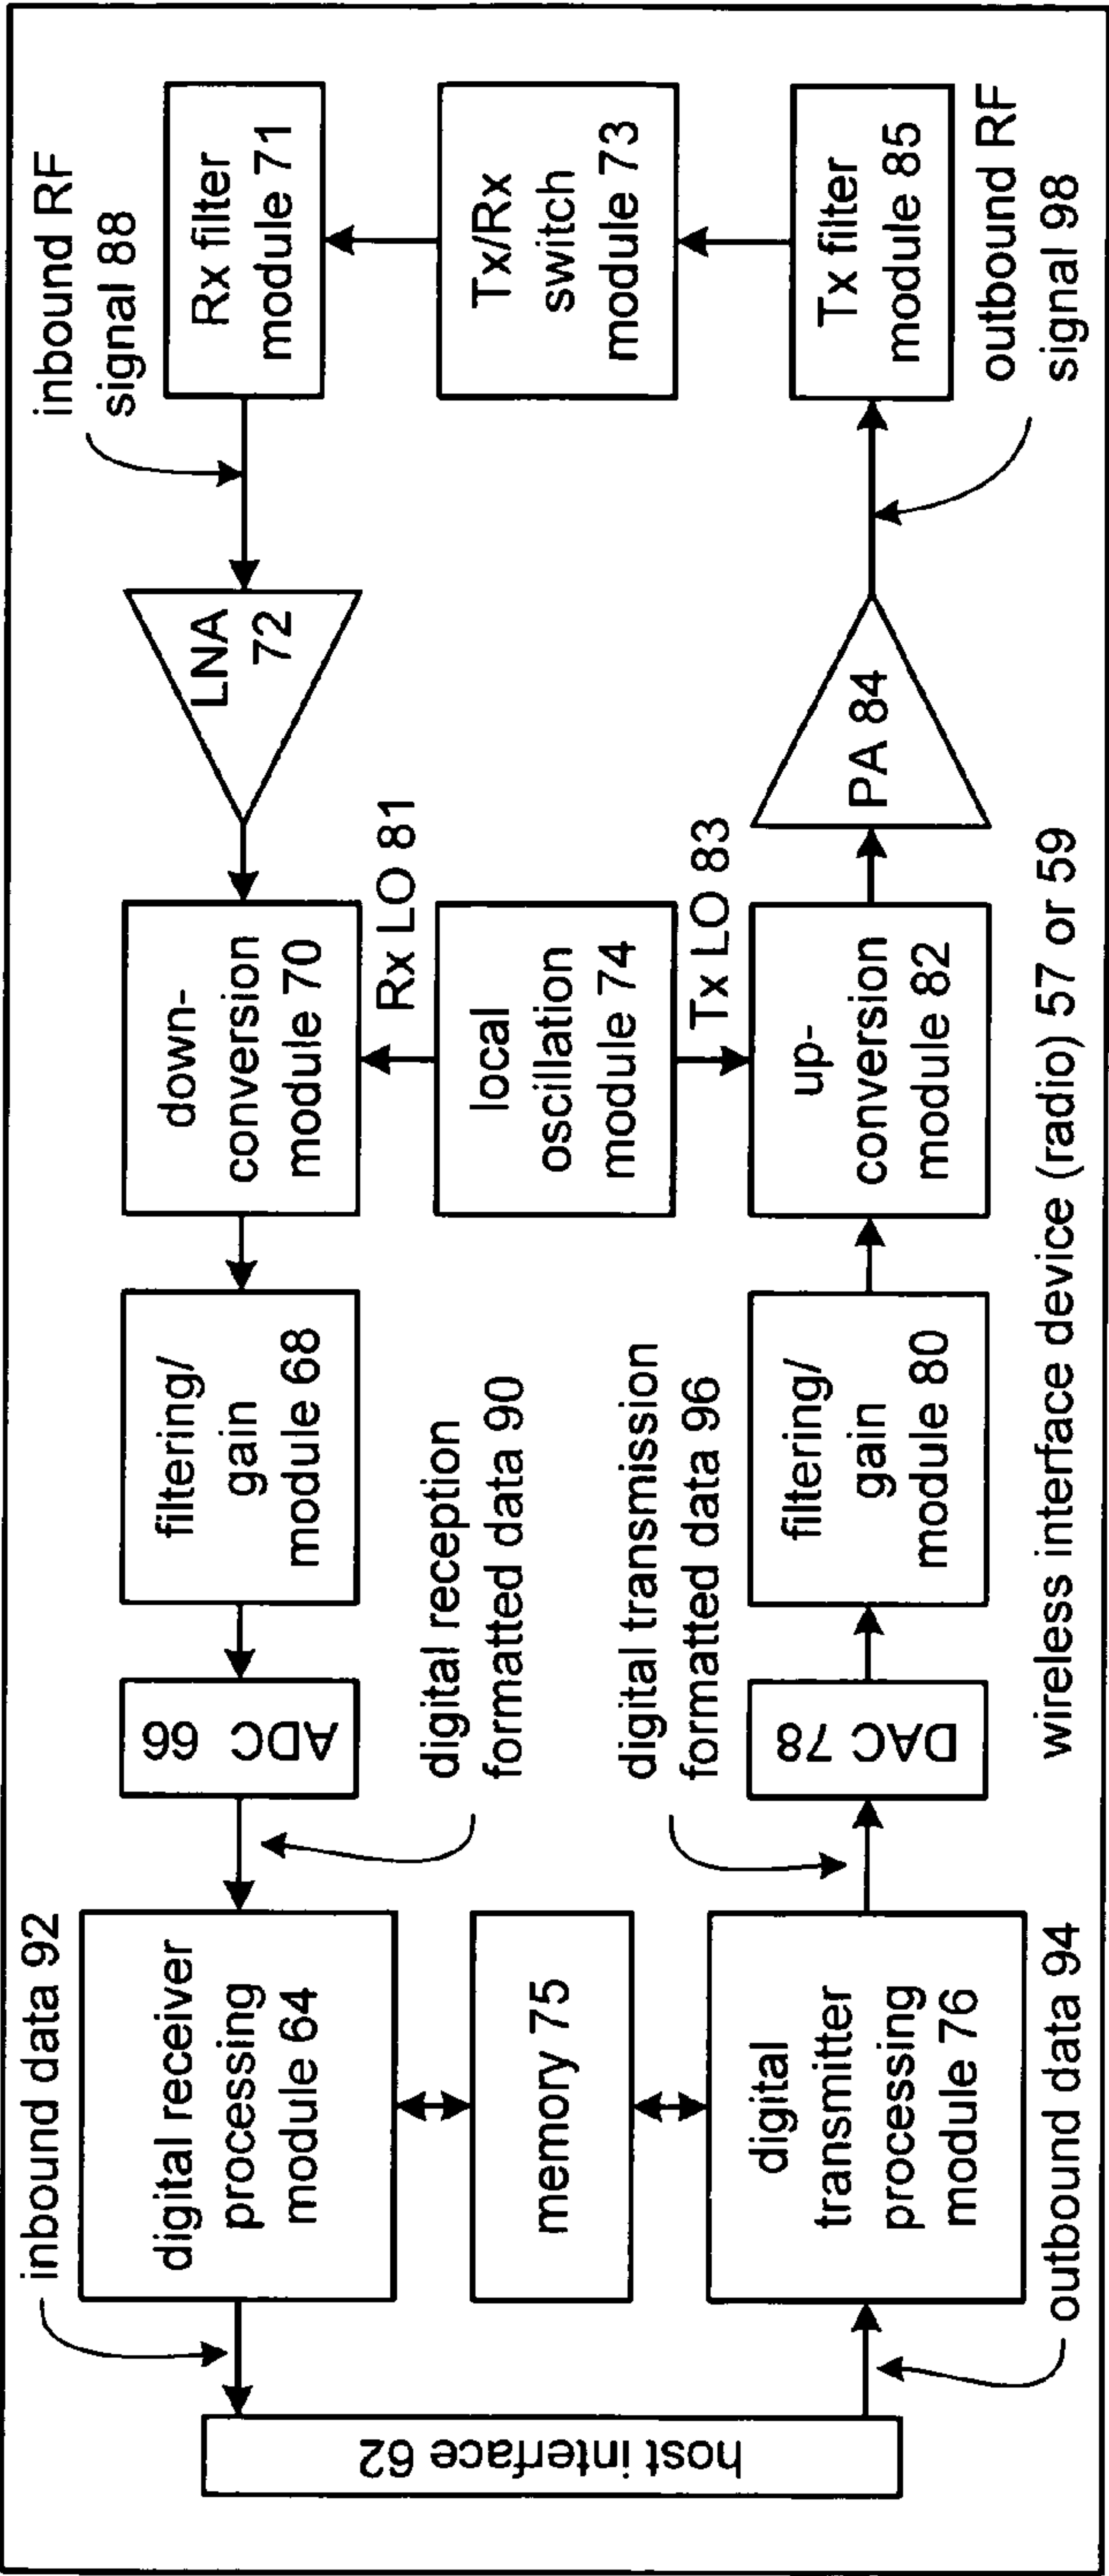 inbound RF
signal 88
Rx filter
module 71
Tx/Rx
switch
module 73
Tx filter
module 85
outbound RF
signal 98
LNA
72
PA 84
down-
conversion
module 70
Rx LO 81
local
oscillation
module 74
Tx LO 83
up-
conversion
module 82
filtering/
gain
module 68
filtering/
gain
module 80
ADC 66
digital reception
formatted data 90
digital transmission
formatted data 96
DAC 78
wireless interface device (radio) 57 or 59
inbound data 92
digital receiver
processing
module 64
memory 75
digital
transmitter
processing
module 76
outbound data 94
host interface 62